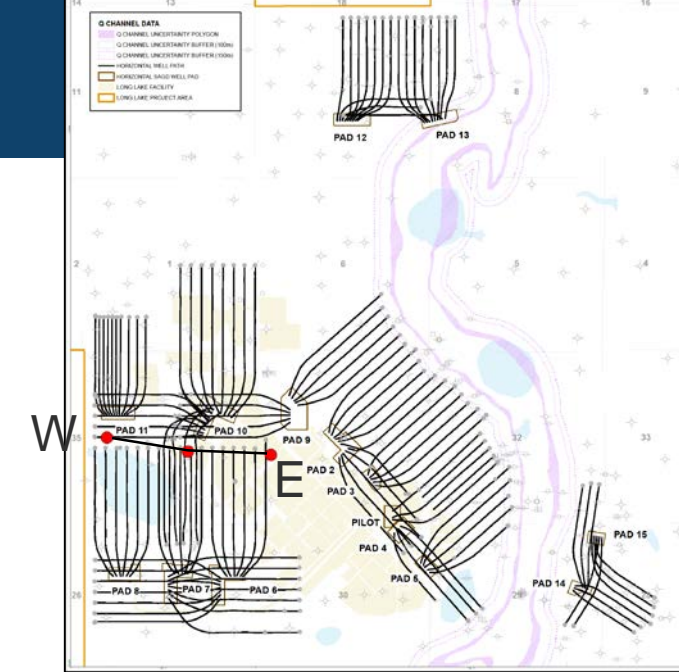 14
13
18
16
Q CHANNEL DATA
Q CHANNEL UNCERTAINTY POLYGON
Q CHANNEL UNCERTAINTY BUFFER (100m)
Q CHANNEL UNCERTAINTY BUFFER (150m)
HORIZONTAL WELL PATH
HORIZONTAL SAGD WELL PAD
LONG LAKE FACILITY
LONG LAKE PROJECT AREA
11
8
9
PAD 12
PAD 13
2
1
6
5
4
W
PAD 11
PAD 10
PAD 9
35
32
33
E
PAD 2
PAD 3
PILOT
PAD 4
PAD 5
PAD 15
PAD 14
PAD 8
PAD 7
PAD 6
26
30
29